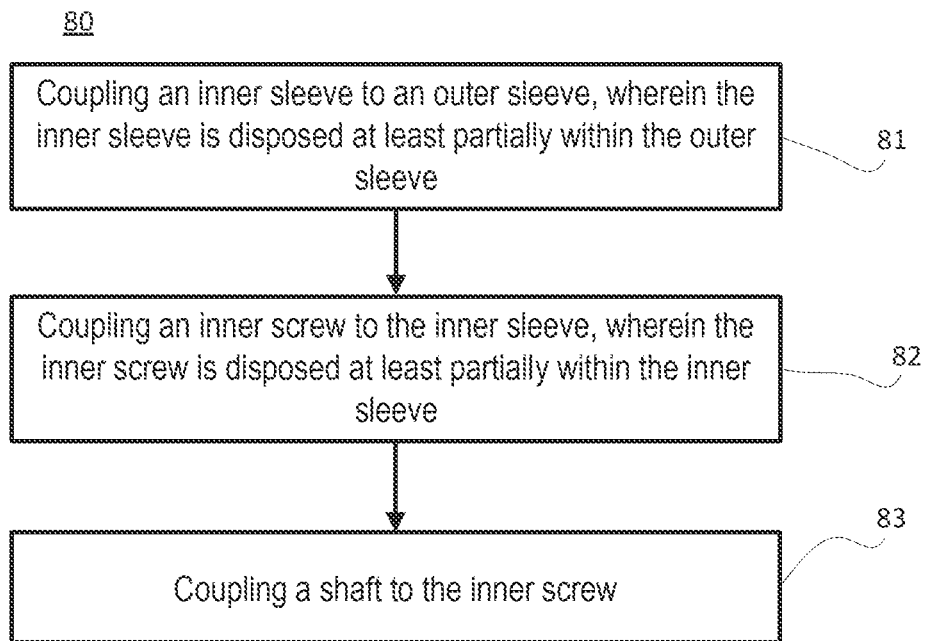 80
Coupling an inner sleeve to an outer sleeve, wherein the
inner sleeve is disposed at least partially within the outer
sleeve
81
Coupling an inner screw to the inner sleeve, wherein the
inner screw is disposed at least partially within the inner
sleeve
82
Coupling a shaft to the inner screw
83